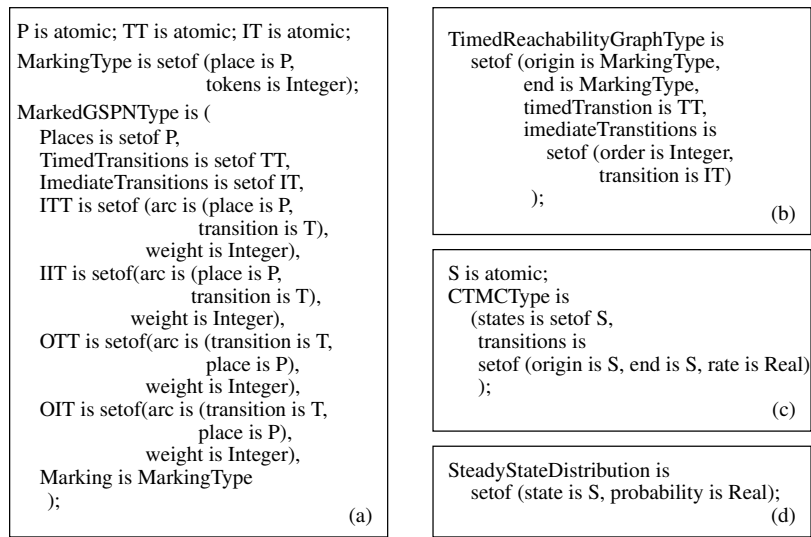 P is atomic; TT is atomic; IT is atomic;
MarkingType is setof (place is P,
tokens is Integer);
MarkedGSPNType is (
Places is setof P,
TimedTransitions is setof TT,
ImediateTransitions is setof IT,
ITT is setof (arc is (place is P,
transition is T),
weight is Integer),
IIT is setof(arc is (place is P,
transition is T),
weight is Integer),
OTT is setof(arc is (transition is T,
place is P),
weight is Integer),
OIT is setof(arc is (transition is T,
place is P),
weight is Integer),
Marking is MarkingType
);
(a)
TimedReachabilityGraphType is
setof (origin is MarkingType,
end is MarkingType,
timedTranstion is TT,
imediateTranstitions is
setof (order is Integer,
transition is IT)
);
(b)
S is atomic;
CTMCType is
(states is setof S,
transitions is
setof (origin is S, end is S, rate is Real)
);
(c)
SteadyStateDistribution is
setof (state is S, probability is Real);
(d)